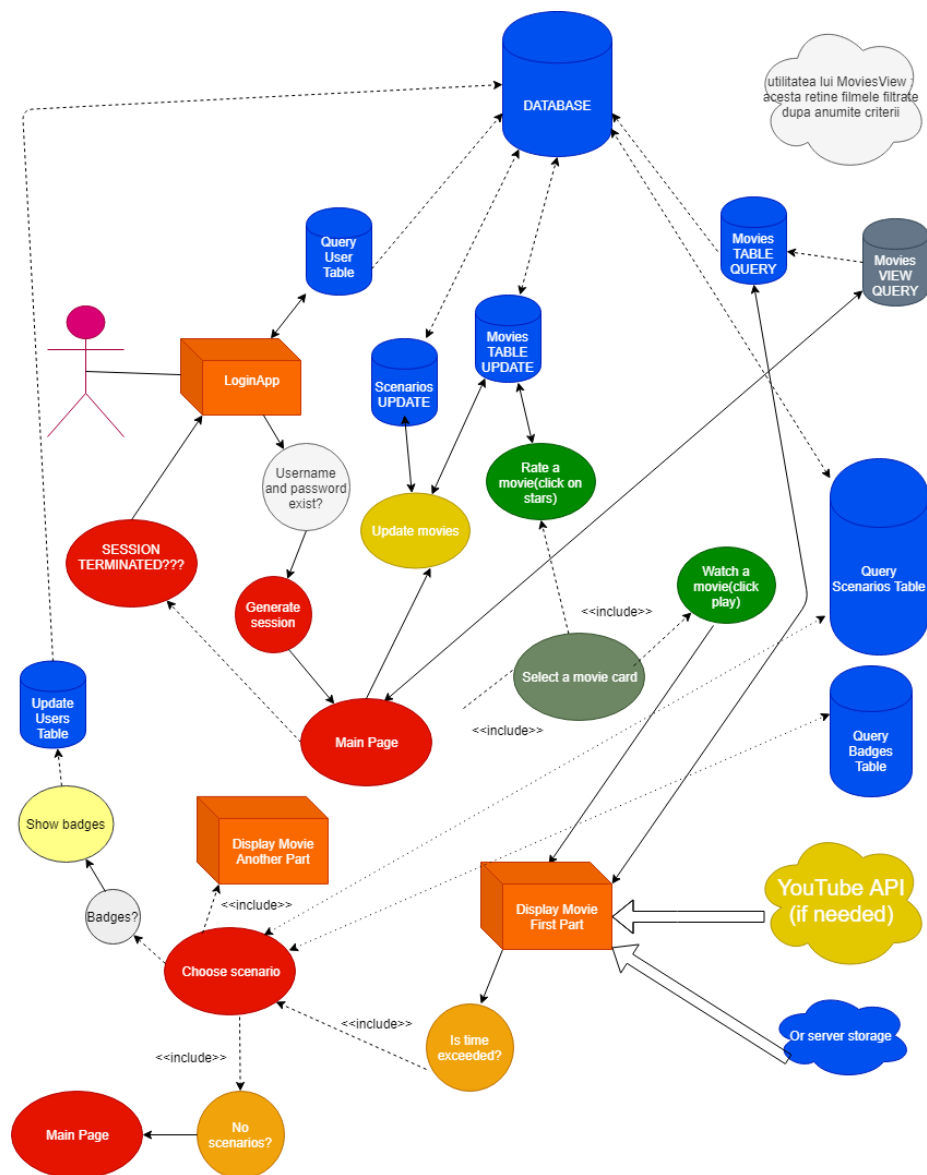 DATABASE
utilitatea lui MoviesView :
acesta retine filmele filtrate
dupa anumite criterii
Query
User
Table
Movies
TABLE
QUERY
Movies
VIEW
QUERY
LoginApp
Scenarios
UPDATE
Movies
TABLE
UPDATE
Username
and password
exist?
Rate a
movie(click on
stars)
Update movies
SESSION
TERMINATED???
Generate
session
Watch a
movie(click
play)
<<include>>
Query
Scenarios Table
Select a movie card
<<include>>
Main Page
Update
Users
Table
Query
Badges
Table
Show badges
Display Movie
Another Part
<<include>>
Badges?
Display Movie
First Part
YouTube API
(if needed)
Choose scenario
<<include>>
Is time
exceeded?
Or server storage
<<include>>
Main Page
No
scenarios?